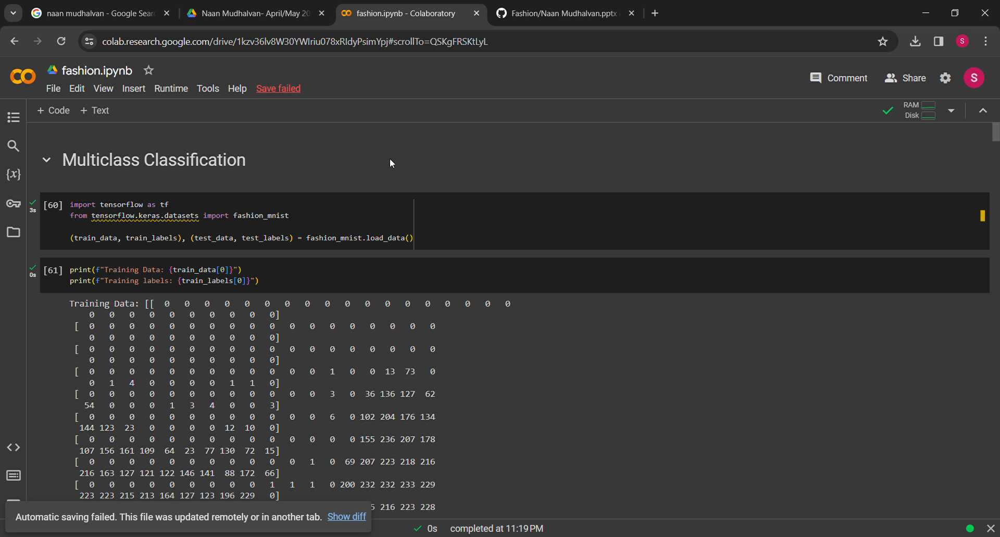 naan mudhalvan - Google Sear
Naan Mudhalvan- April/May 20
fashion.ipynb - Colaboratory
Fashion/Naan Mudhalvan.pptx
colab.research.google.com/drive/1kzv36lv8W30YWlriu078xRIdyPsimYpj#scrollTo=QSKgFRSKtLyL
S
fashion.ipynb
Comment Share S
File Edit View Insert Runtime Tools Help Save failed
+ Code + Text
RAM
Disk
Multiclass Classification
3s [60] import tensorflow as tf
from tensorflow.keras.datasets import fashion_mnist
(train_data, train_labels), (test_data, test_labels) = fashion_mnist.load_data()
0s [61] print(f"Training Data: {train_data[0]}")
print(f"Training labels: {train_labels[0]}")
Training Data: [[ 0 0 0 0 0 0 0 0 0 0 0 0 0 0 0 0 0 0
0 0 0 0 0 0 0 0 0 0]
[ 0 0 0 0 0 0 0 0 0 0 0 0 0 0 0 0 0 0
0 0 0 0 0 0 0 0 0 0]
[ 0 0 0 0 0 0 0 0 0 0 0 0 0 0 0 0 0 0
0 0 0 0 0 0 0 0 0 0]
[ 0 0 0 0 0 0 0 0 0 0 0 0 1 0 0 13 73 0
0 1 4 0 0 0 0 1 1 0]
[ 0 0 0 0 0 0 0 0 0 0 0 0 3 0 36 136 127 62
54 0 0 0 1 3 4 0 0 3]
[ 0 0 0 0 0 0 0 0 0 0 0 0 6 0 102 204 176 134
144 123 23 0 0 0 0 12 10 0]
[ 0 0 0 0 0 0 0 0 0 0 0 0 0 0 155 236 207 178
107 156 161 109 64 23 77 130 72 15]
[ 0 0 0 0 0 0 0 0 0 0 0 1 0 69 207 223 218 216
216 163 127 121 122 146 141 88 172 66]
[ 0 0 0 0 0 0 0 0 0 1 1 1 0 200 232 232 233 229
223 223 215 213 164 127 123 196 229 0]
216 223 228
Automatic saving failed. This file was updated remotely or in another tab. Show diff
0s completed at 11:19 PM